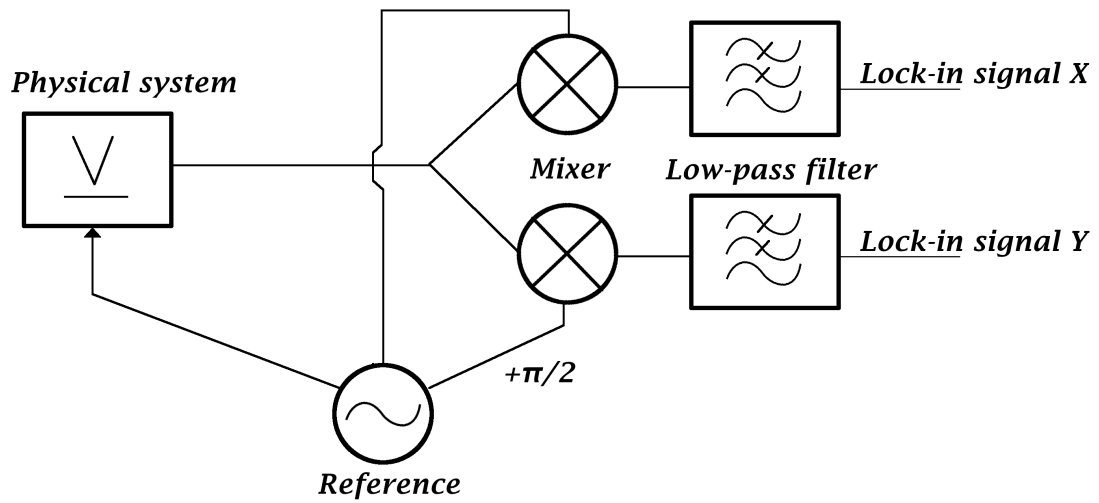 Physical system
Lock-in signal X
Mixer
Low-pass filter
Lock-in signal Y
+π/2
Reference